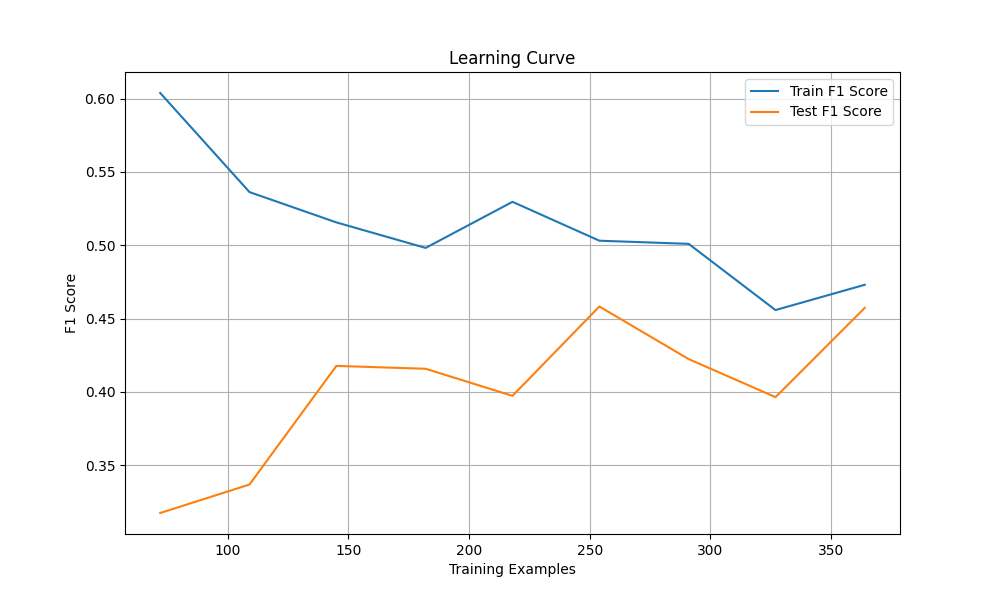 Learning Curve
Train F1 Score
Test F1 Score
0.60
0.55
0.50
0.45
0.40
0.35
F1 Score
100 150 200 250 300 350
Training Examples